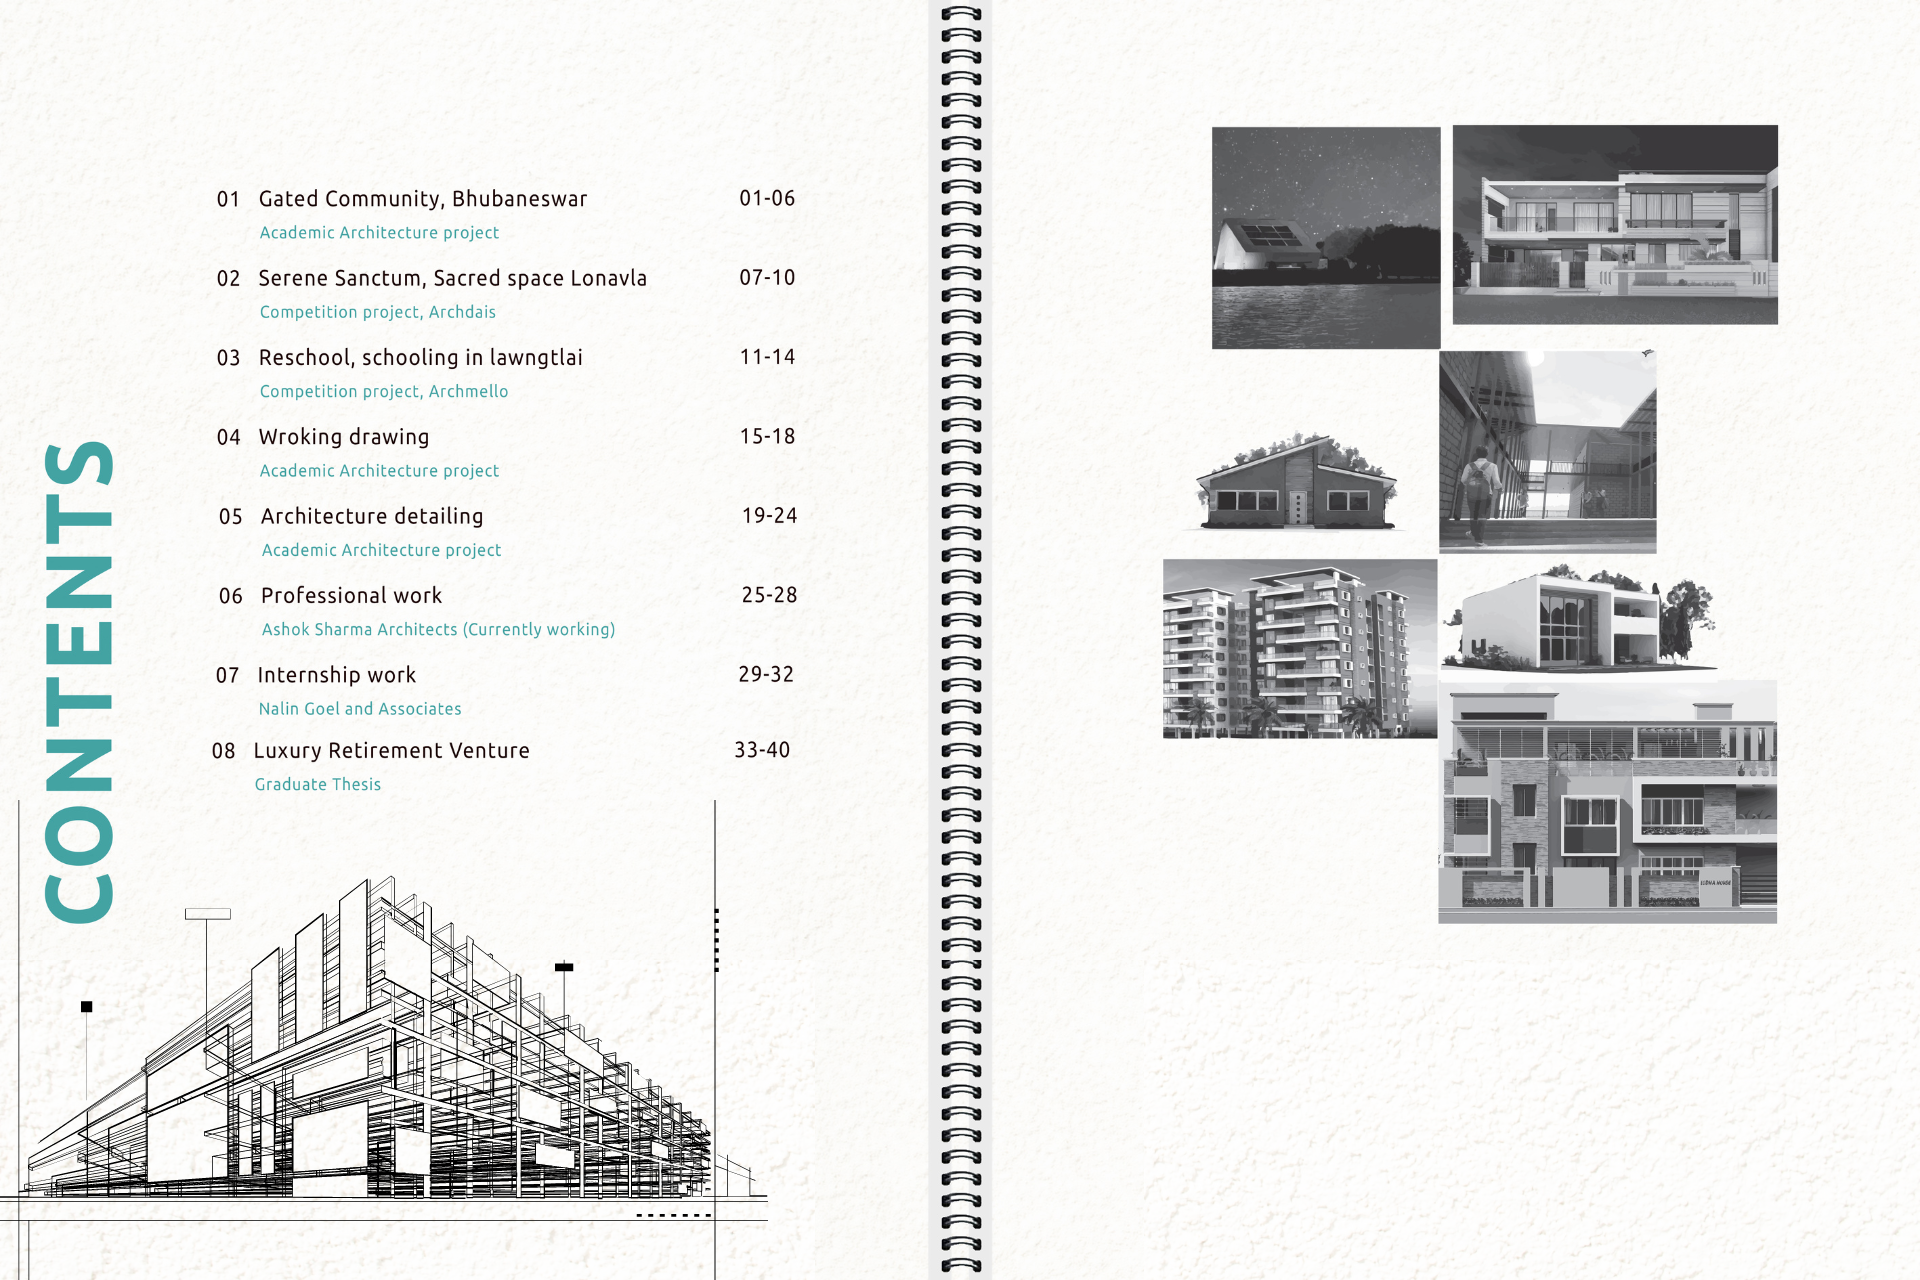 CONTENTS
01 Gated Community, Bhubaneswar 01-06
Academic Architecture project
02 Serene Sanctum, Sacred space Lonavla 07-10
Competition project, Archdais
03 Reschool, schooling in lawngtlai 11-14
Competition project, Archmello
04 Wroking drawing 15-18
Academic Architecture project
05 Architecture detailing 19-24
Academic Architecture project
06 Professional work 25-28
Ashok Sharma Architects (Currently working)
07 Internship work 29-32
Nalin Goel and Associates
08 Luxury Retirement Venture 33-40
Graduate Thesis